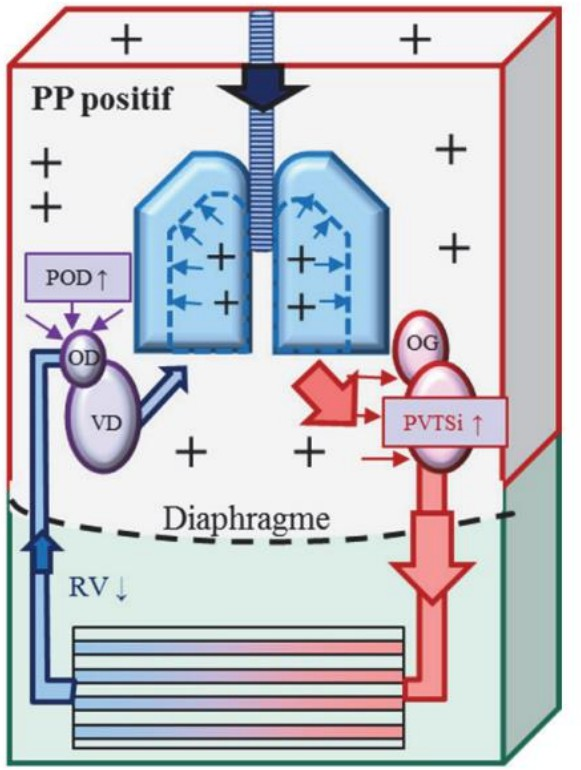 + +
PP positif
+ +
+
+
+ +
+ +
POD ↑
OD
OG
VD
PVTSi ↑
+ +
Diaphragme
RV ↓